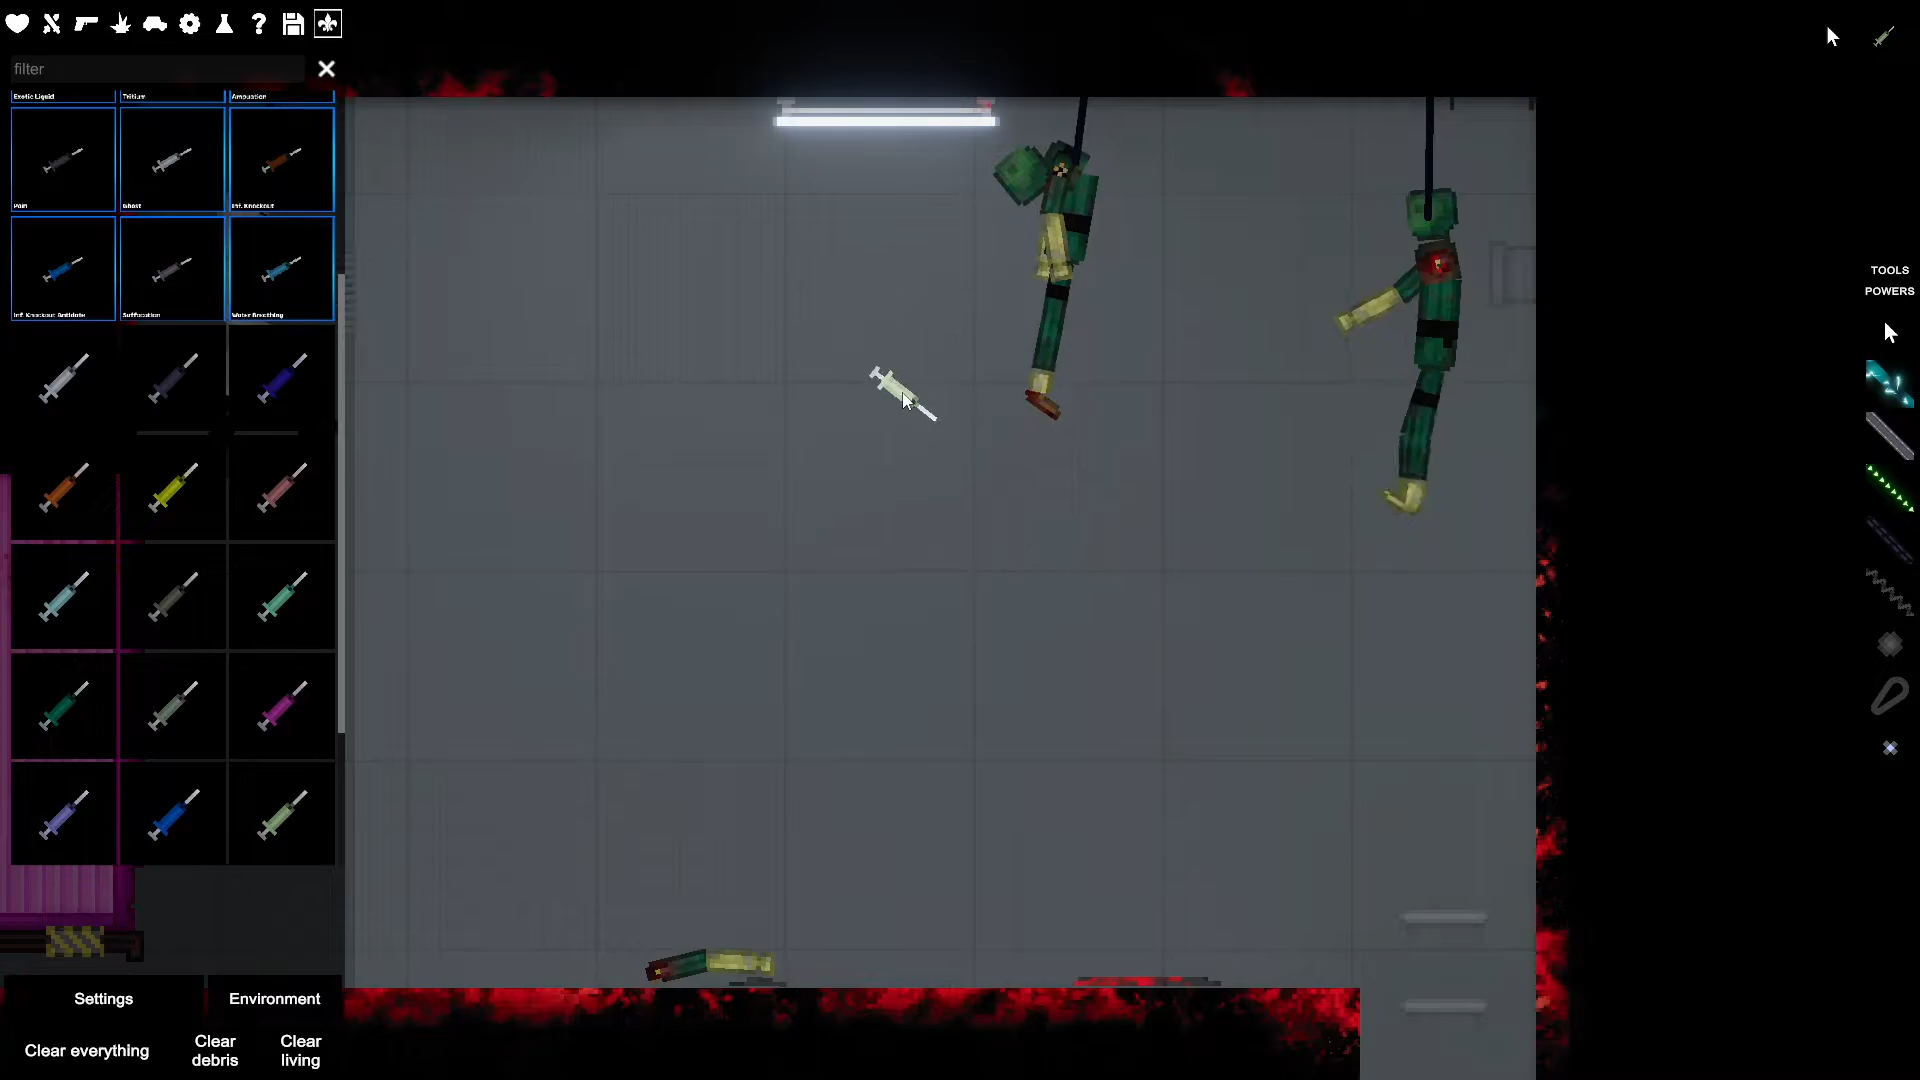 filter
Exotic Liquid
Tritium
Ampuation
Pain
Ghost
Inf. Knockout
Inf. Knockout Antidote
Suffocation
Water Breathing
TOOLS
POWERS
Settings
Environment
Clear everything
Clear
debris
Clear
living